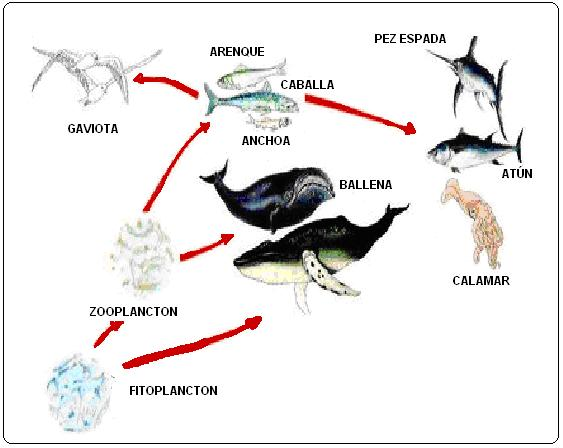 PEZ ESPADA
ARENQUE
CABALLA
GAVIOTA
ANCHOA
ATÚN
BALLENA
CALAMAR
ZOOPLANCTON
FITOPLANCTON